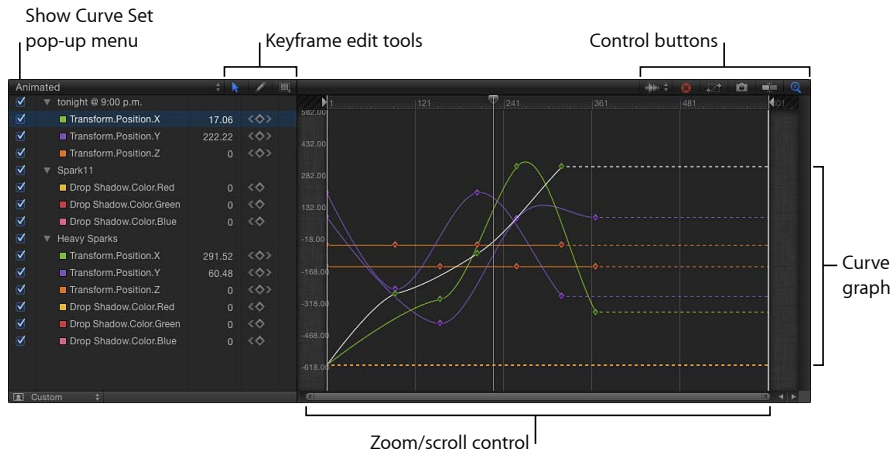 Show Curve Set
pop-up menu
Keyframe edit tools
Control buttons
Animated
tonight @ 9:00 p.m.
Transform.Position.X 17.06
Transform.Position.Y 222.22
Transform.Position.Z 0
Spark11
Drop Shadow.Color.Red 0
Drop Shadow.Color.Green 0
Drop Shadow.Color.Blue 0
Heavy Sparks
Transform.Position.X 291.52
Transform.Position.Y 60.48
Transform.Position.Z 0
Drop Shadow.Color.Red 0
Drop Shadow.Color.Green 0
Drop Shadow.Color.Blue 0
Custom
121 241 361 481
582.00
432.00
282.00
132.00
-18.00
-168.00
-318.00
-468.00
-618.00
Curve
graph
Zoom/scroll control